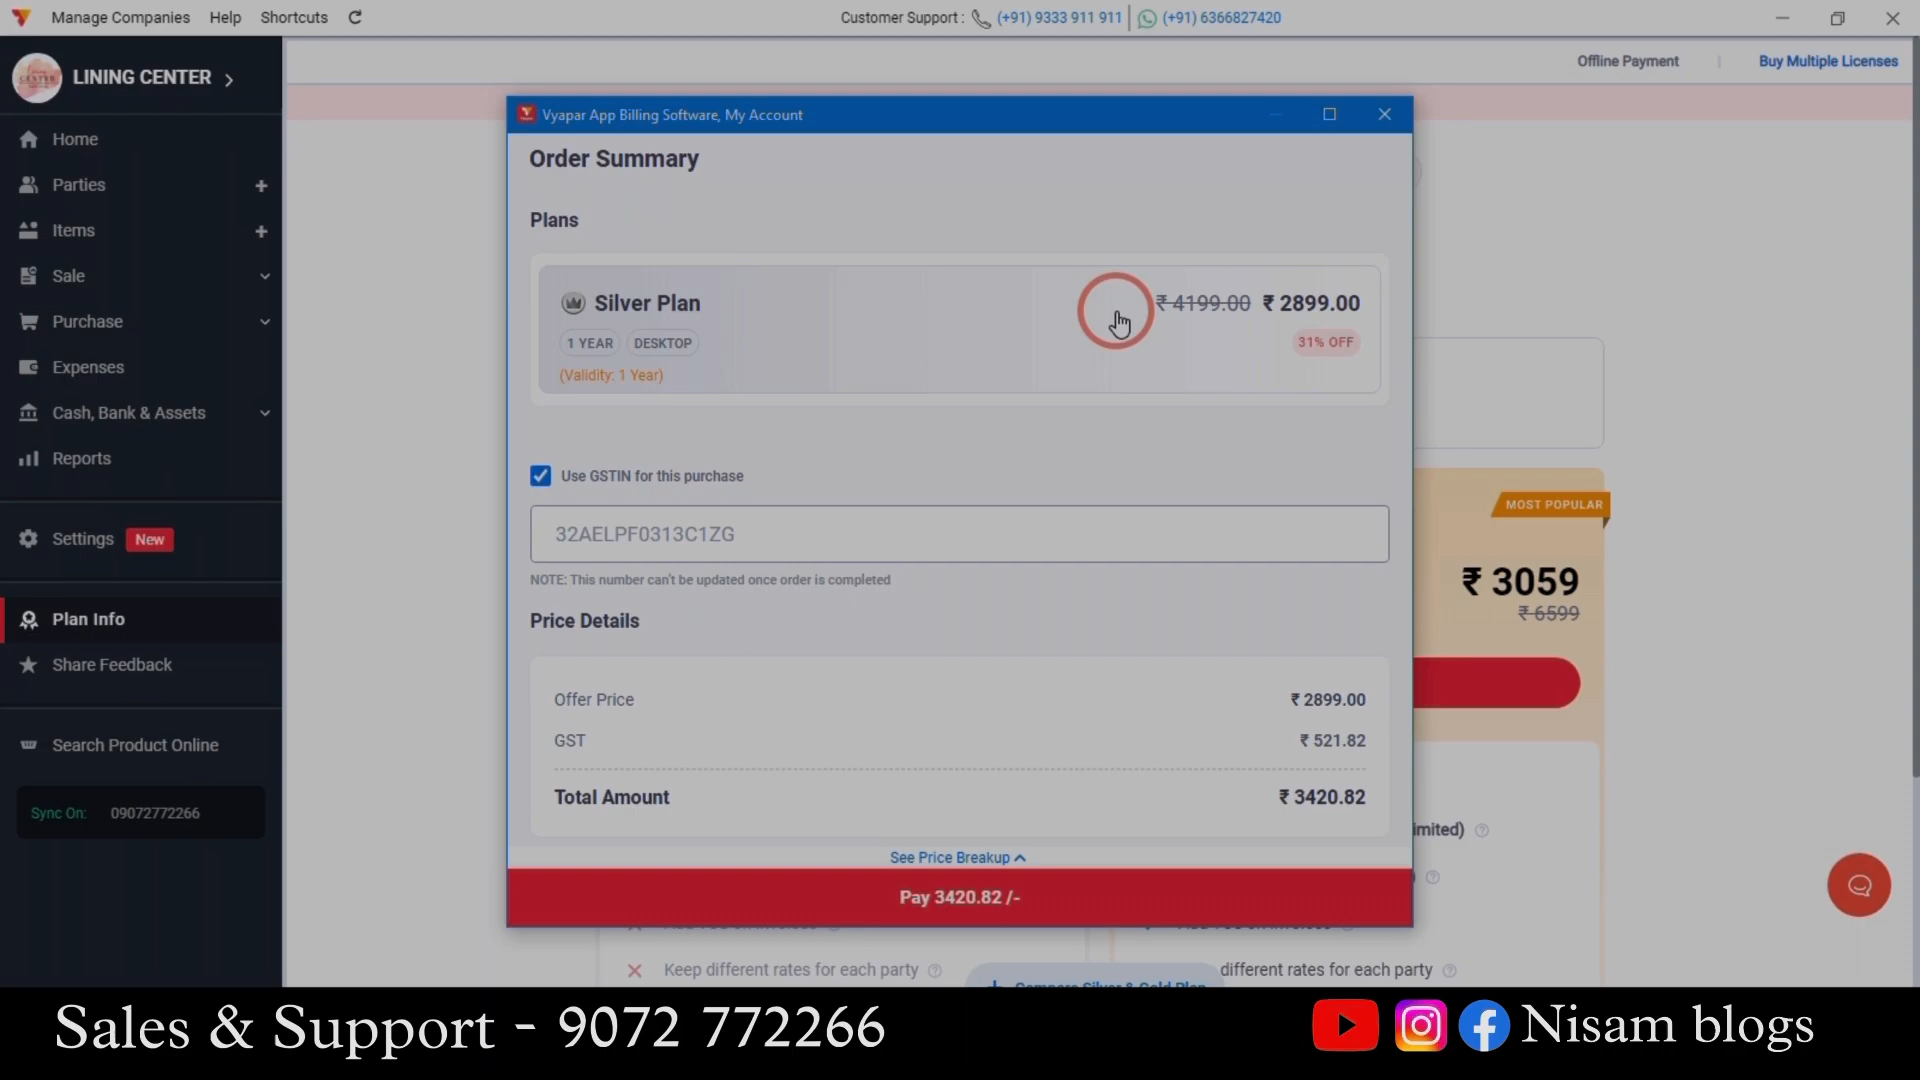 Manage Companies Help Shortcuts
Customer Support : (+91) 9333 911 911 (+91) 6366827420
LINING CENTER
Offline Payment
Buy Multiple Licenses
Home
Parties
Items
Sale
Purchase
Expenses
Cash, Bank & Assets
Reports
Settings New
Plan Info
Share Feedback
Search Product Online
Sync On: 09072772266
Vyapar App Billing Software, My Account
Order Summary
Plans
Silver Plan ₹ 4199.00 ₹ 2899.00
1 YEAR DESKTOP 31% OFF
(Validity: 1 Year)
Use GSTIN for this purchase
32AELPF0313C1ZG
NOTE: This number can't be updated once order is completed
Price Details
Offer Price ₹ 2899.00
GST ₹ 521.82
Total Amount ₹ 3420.82
See Price Breakup
Pay 3420.82 /-
MOST POPULAR
₹ 3059
₹ 6599
imited)
Keep different rates for each party
different rates for each party
Compare Silver & Gold Plan
Sales & Support - 9072 772266
Nisam blogs